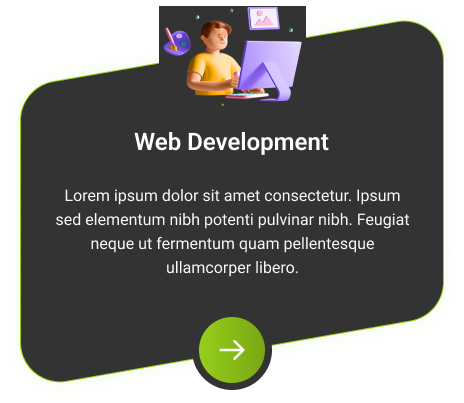 Web Development
Lorem ipsum dolor sit amet consectetur. Ipsum
sed elementum nibh potenti pulvinar nibh. Feugiat
neque ut fermentum quam pellentesque
ullamcorper libero.